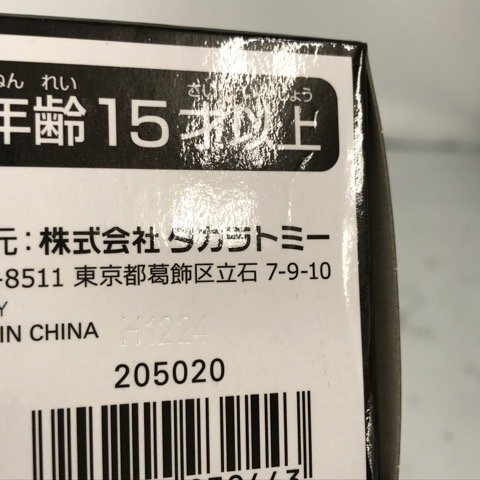 ねん れい さい じょう
年齢15才以上
元:株式会社 タカラトミー
-8511 東京都葛飾区立石 7-9-10
Y
IN CHINA
205020